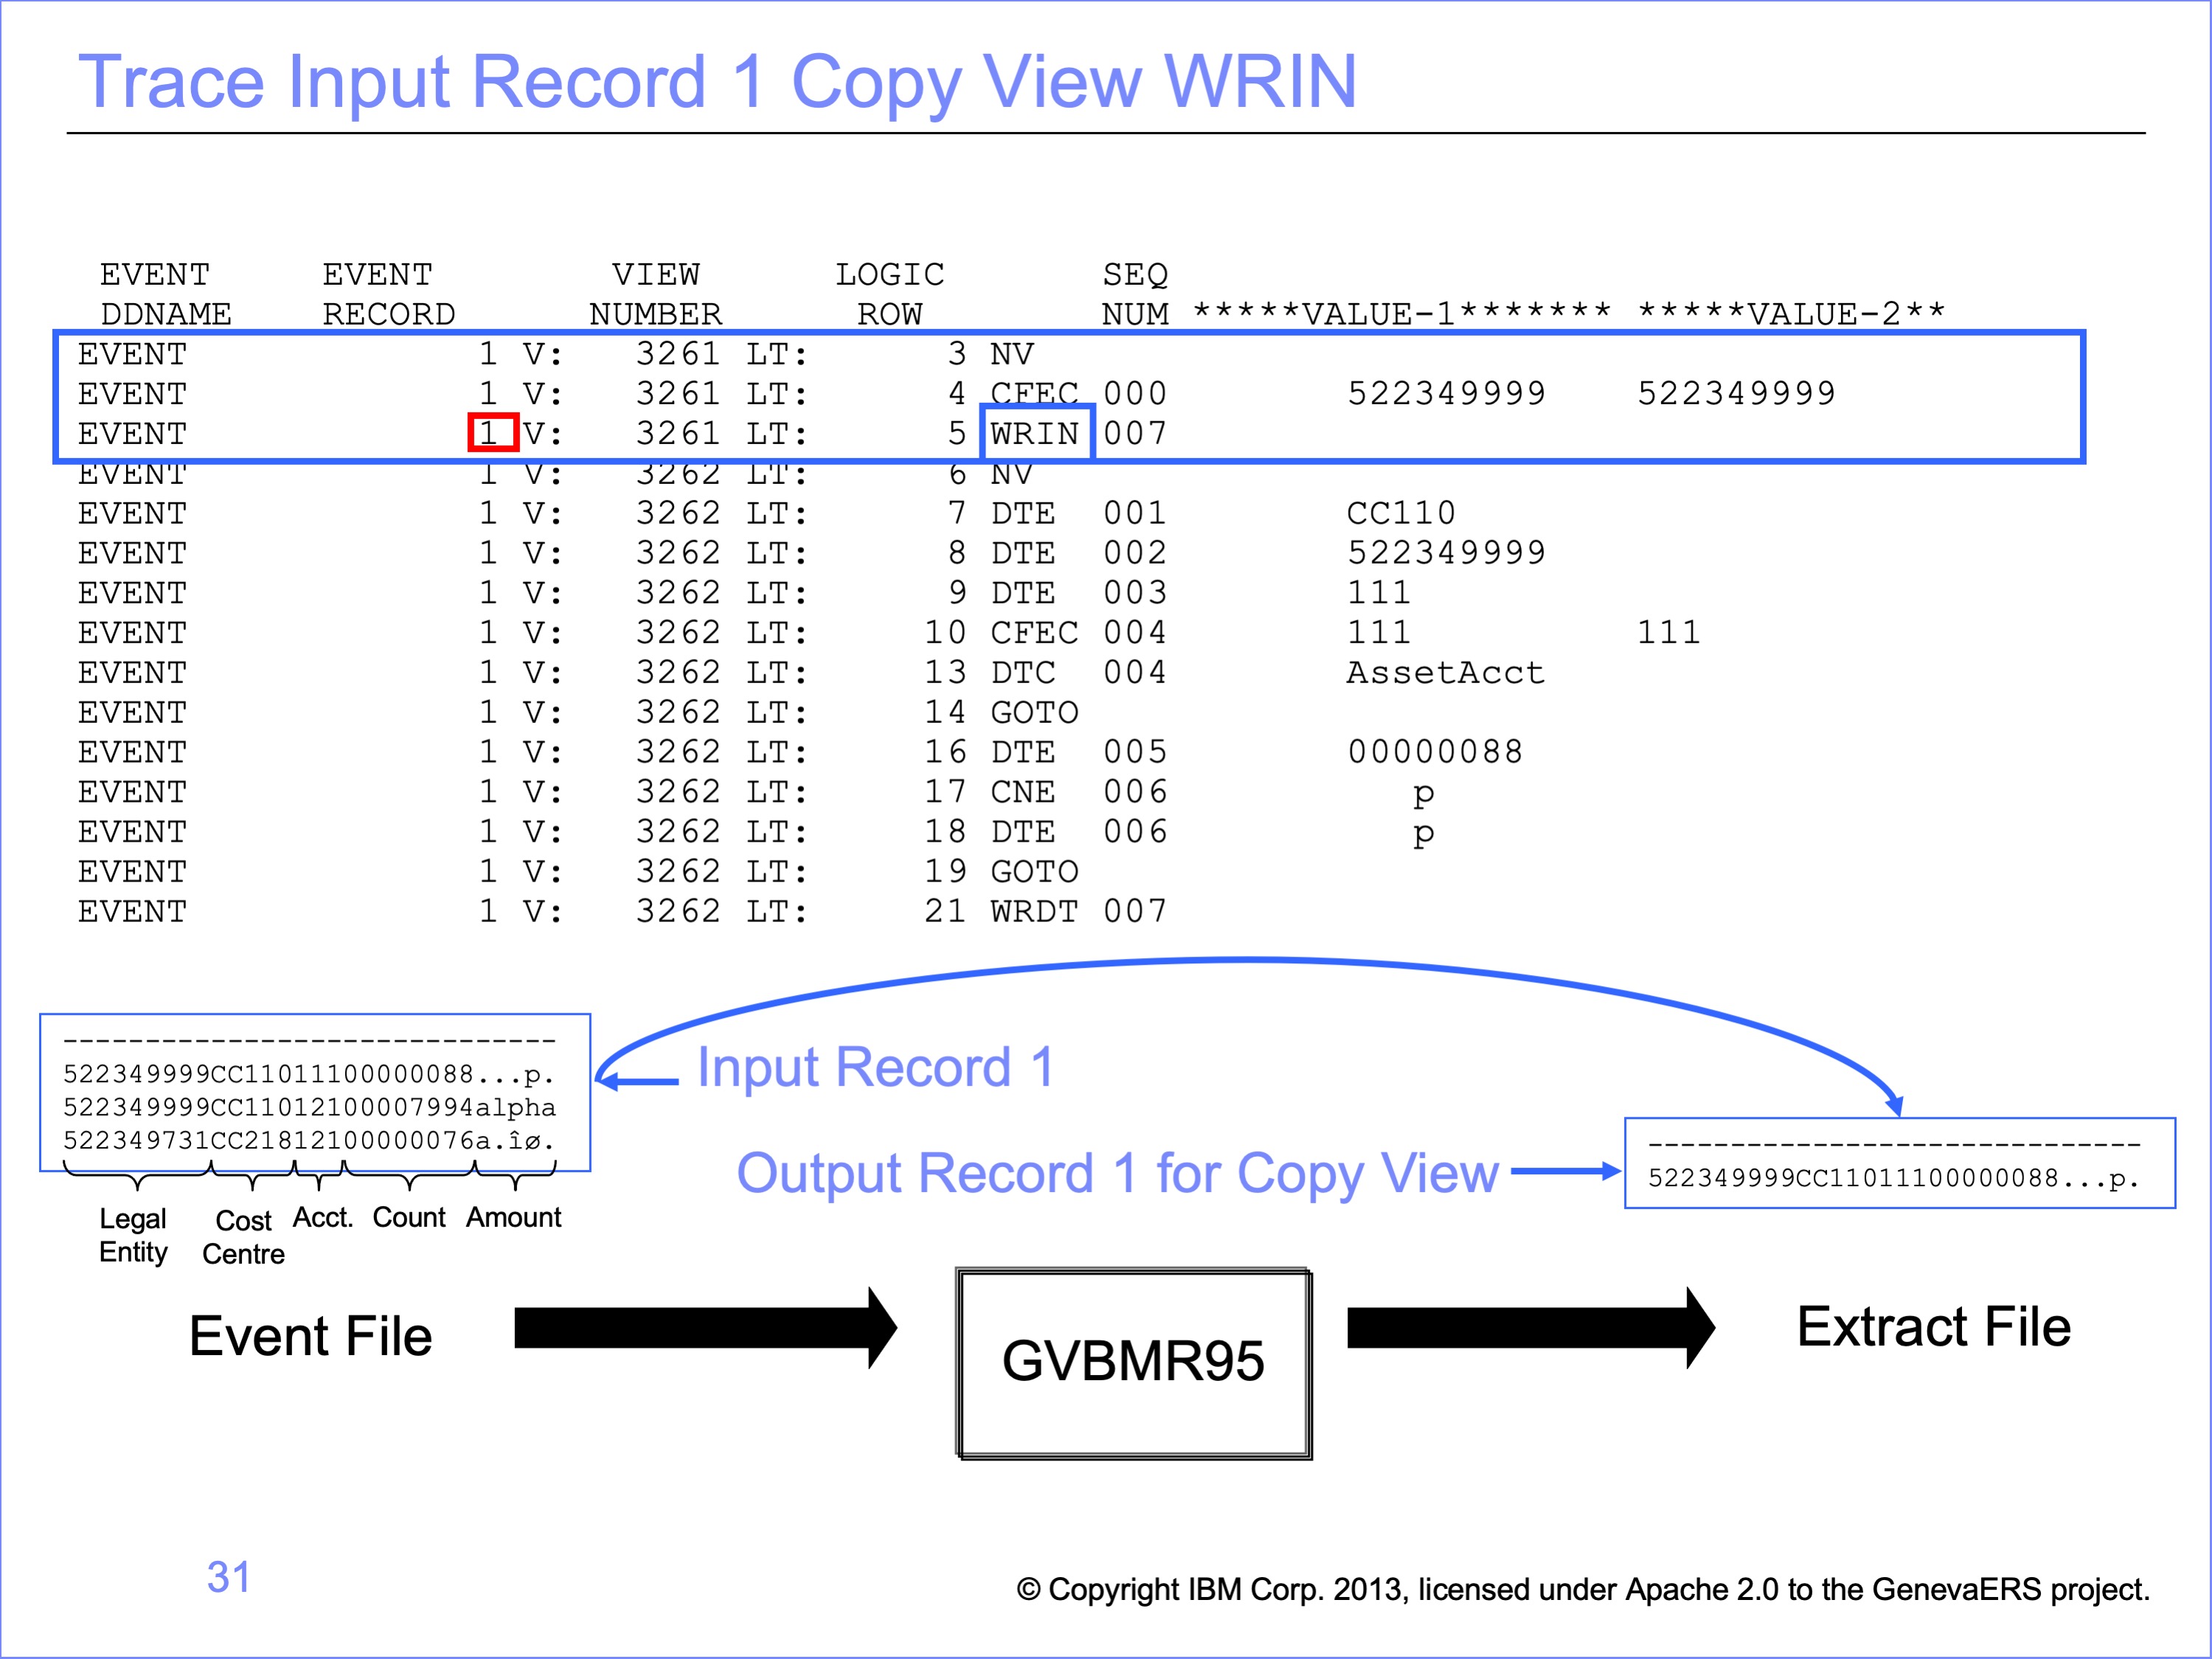 Trace Input Record 1 Copy View WRIN
EVENT EVENT VIEW LOGIC SEQ
DDNAME RECORD NUMBER ROW NUM *****VALUE-1******* *****VALUE-2**
EVENT 1 V: 3261 LT: 3 NV
EVENT 1 V: 3261 LT: 4 CFEC 000 522349999 522349999
EVENT 1 V: 3261 LT: 5 WRIN 007
EVENT 1 V: 3262 LT: 6 NV
EVENT 1 V: 3262 LT: 7 DTE 001 CC110
EVENT 1 V: 3262 LT: 8 DTE 002 522349999
EVENT 1 V: 3262 LT: 9 DTE 003 111
EVENT 1 V: 3262 LT: 10 CFEC 004 111 111
EVENT 1 V: 3262 LT: 13 DTC 004 AssetAcct
EVENT 1 V: 3262 LT: 14 GOTO
EVENT 1 V: 3262 LT: 16 DTE 005 00000088
EVENT 1 V: 3262 LT: 17 CNE 006 p
EVENT 1 V: 3262 LT: 18 DTE 006 p
EVENT 1 V: 3262 LT: 19 GOTO
EVENT 1 V: 3262 LT: 21 WRDT 007
------------------------------
522349999CC11011100000088...p.
522349999CC11012100007994alpha
522349731CC21812100000076a.îø.
Legal Entity
Cost Centre
Acct.
Count
Amount
Input Record 1
Output Record 1 for Copy View
------------------------------
522349999CC11011100000088...p.
Event File
GVBMR95
Extract File
31
© Copyright IBM Corp. 2013, licensed under Apache 2.0 to the GenevaERS project.